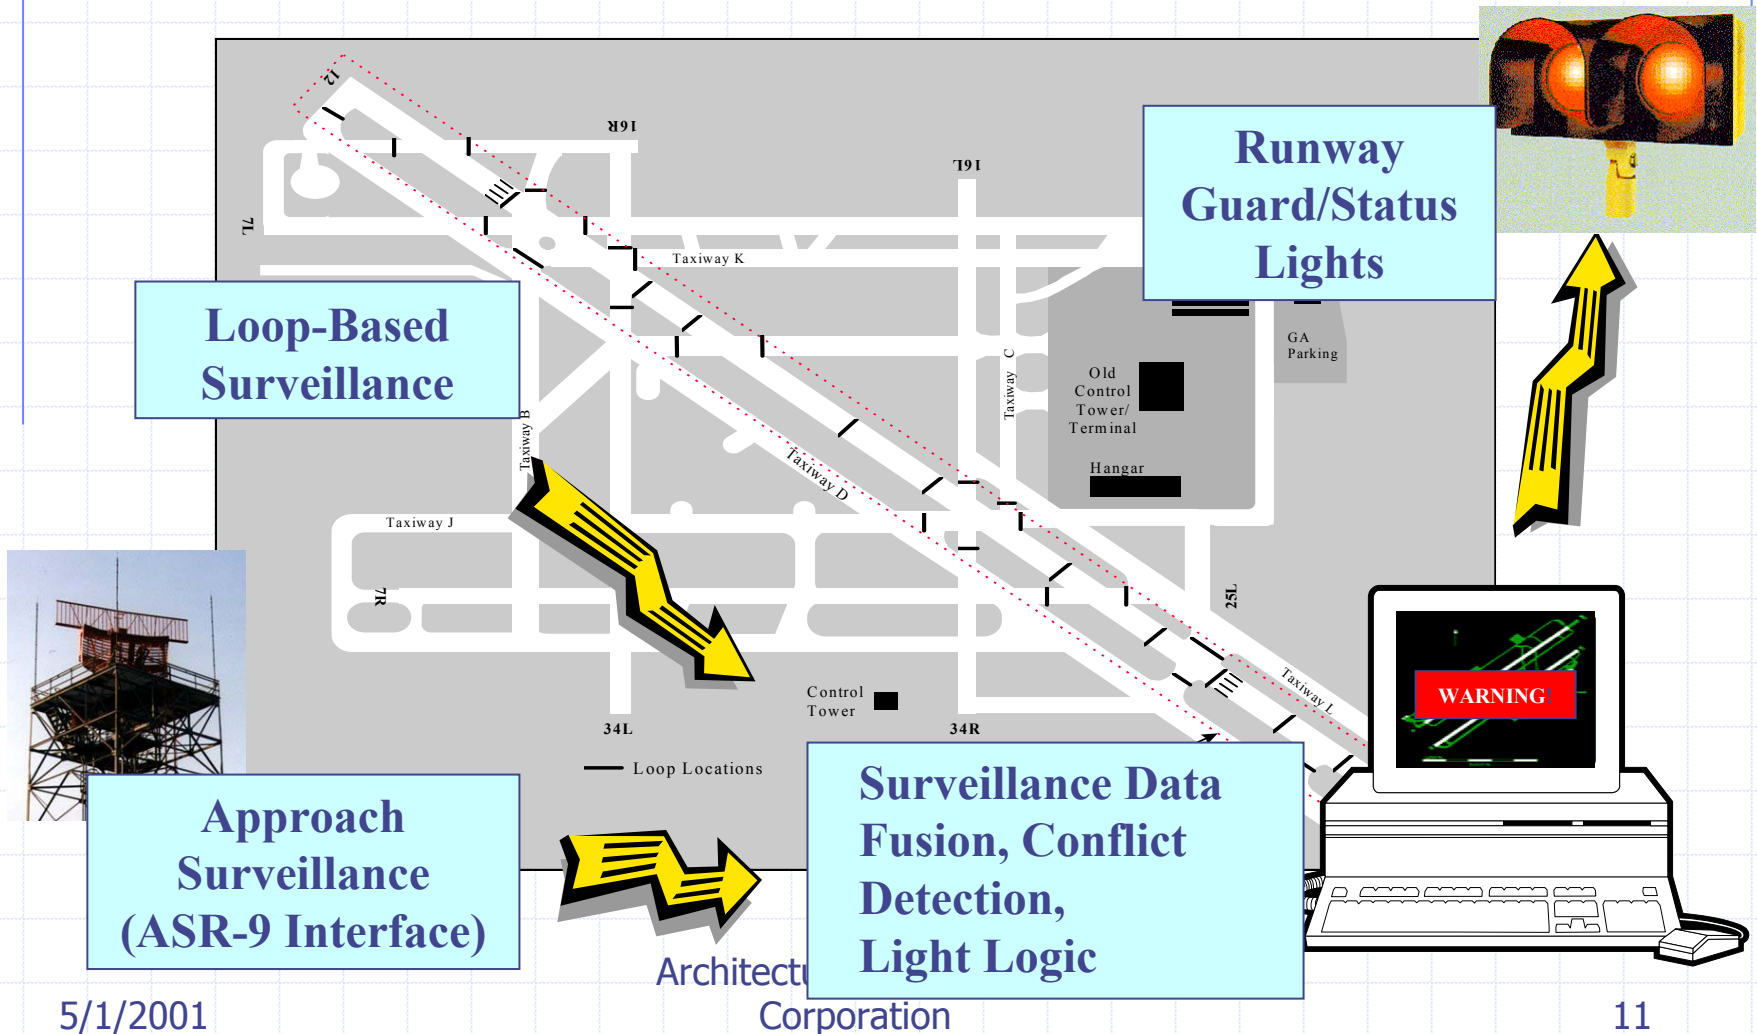 12
16R
16L
7L
Runway
Guard/Status
Lights
Taxiway K
Loop-Based
Surveillance
GA
Parking
Taxiway C
Old
Control
Tower/
Terminal
Taxiway B
Taxiway D
Hangar
Taxiway J
7R
25L
Taxiway L
WARNING!
Control
Tower
34L
34R
Loop Locations
Approach
Surveillance
(ASR-9 Interface)
Surveillance Data
Fusion, Conflict
Detection,
Light Logic
Corporation
5/1/2001
11